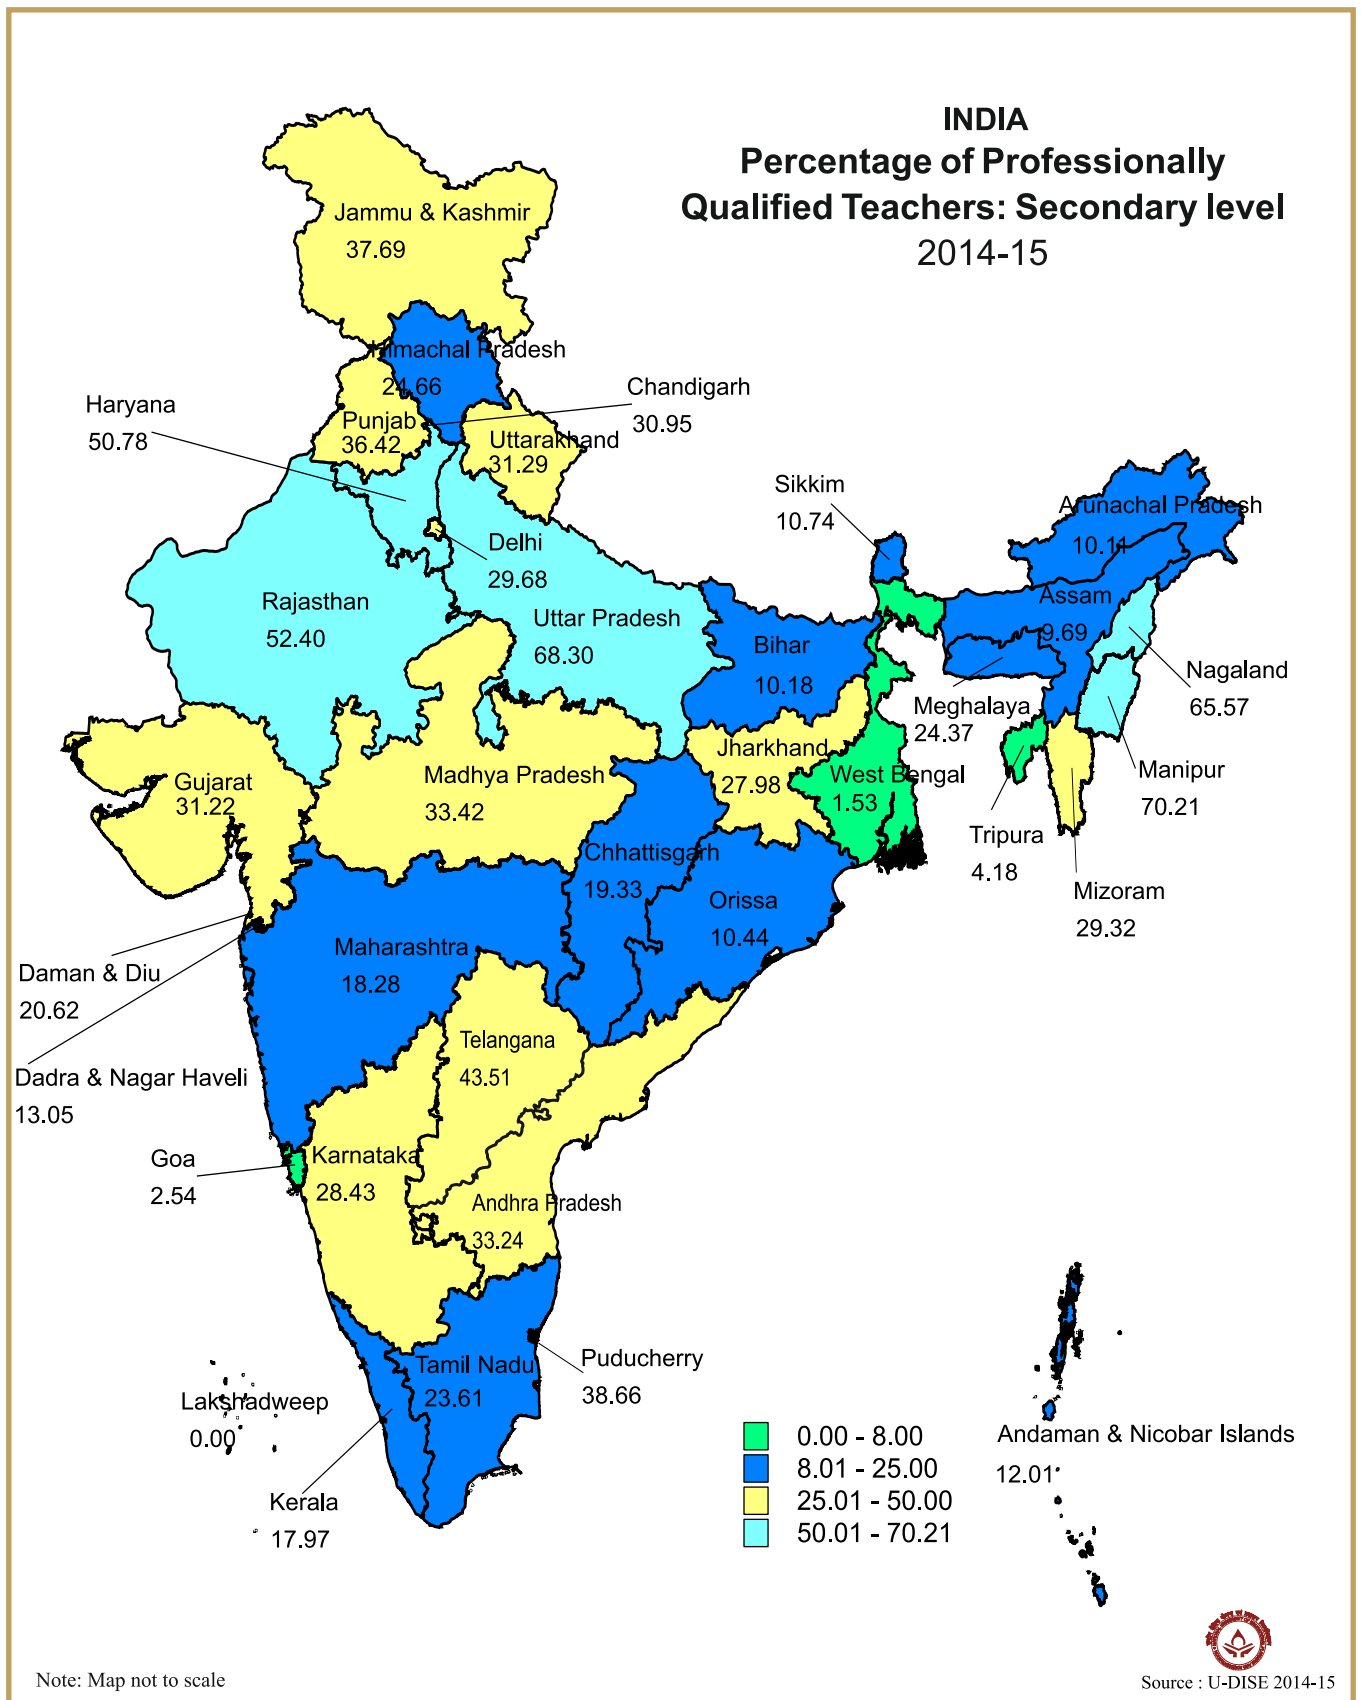 INDIA
Percentage of Professionally
Qualified Teachers: Secondary level
2014-15
Jammu & Kashmir
37.69
Himachal Pradesh
24.66
Haryana
50.78
Chandigarh
30.95
Punjab
36.42
Uttarakhand
31.29
Sikkim
10.74
Arunachal Pradesh
10.11
Delhi
29.68
Rajasthan
52.40
Uttar Pradesh
68.30
Bihar
10.18
Assam
9.69
Meghalaya
24.37
Nagaland
65.57
Manipur
70.21
Tripura
4.18
Mizoram
29.32
Gujarat
31.22
Madhya Pradesh
33.42
Jharkhand
27.98
West Bengal
1.53
Chhattisgarh
19.33
Orissa
10.44
Maharashtra
18.28
Daman & Diu
20.62
Dadra & Nagar Haveli
13.05
Telangana
43.51
Goa
2.54
Karnataka
28.43
Andhra Pradesh
33.24
Tamil Nadu
23.61
Puducherry
38.66
Lakshadweep
0.00
Kerala
17.97
Andaman & Nicobar Islands
12.01
0.00 - 8.00
8.01 - 25.00
25.01 - 50.00
50.01 - 70.21
Note: Map not to scale
Source : U-DISE 2014-15